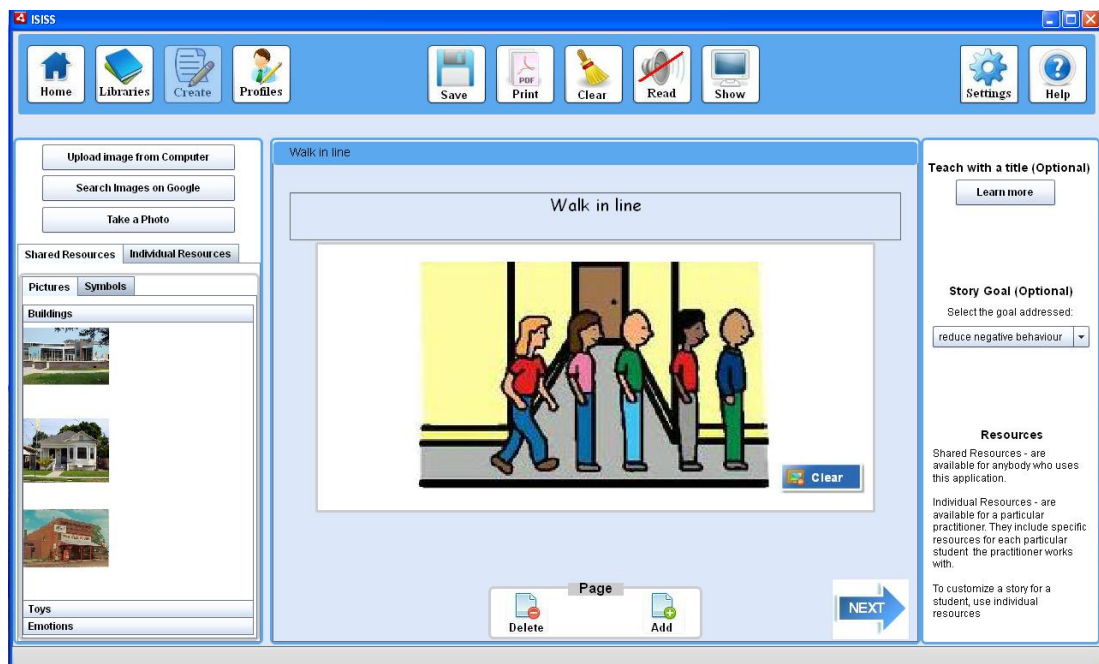 ISISS
Home
Libraries
Create
Profiles
Save
PDF
Print
Clear
Read
Show
Settings
Help
Upload image from Computer
Search Images on Google
Take a Photo
Shared Resources
Individual Resources
Pictures
Symbols
Buildings
Toys
Emotions
Walk in line
Walk in line
Clear
Page
Delete
Add
NEXT
Teach with a title (Optional)
Learn more
Story Goal (Optional)
Select the goal addressed:
reduce negative behaviour
Resources
Shared Resources - are
available for anybody who uses
this application.
Individual Resources - are
available for a particular
practitioner. They include specific
resources for each particular
student the practitioner works
with.
To customize a story for a
student, use individual
resources